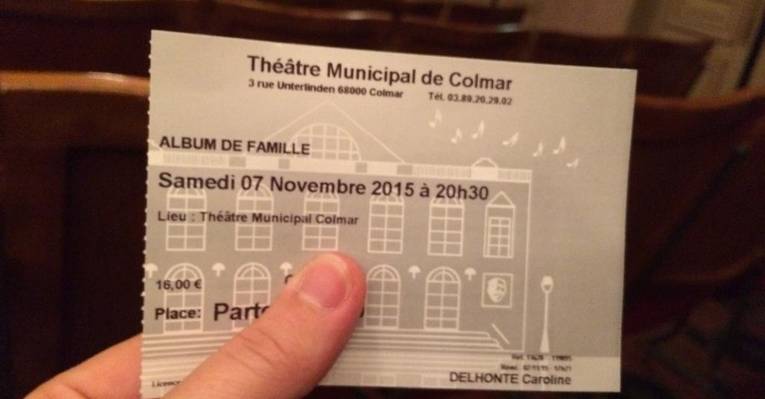 Théâtre Municipal de Colmar
3 rue Unterlinden 68000 Colmar Tél. 03.89.20.29.02
ALBUM DE FAMILLE
Samedi 07 Novembre 2015 à 20h30
Lieu : Théâtre Municipal Colmar
16,00 €
Place:
DELHONTE Caroline